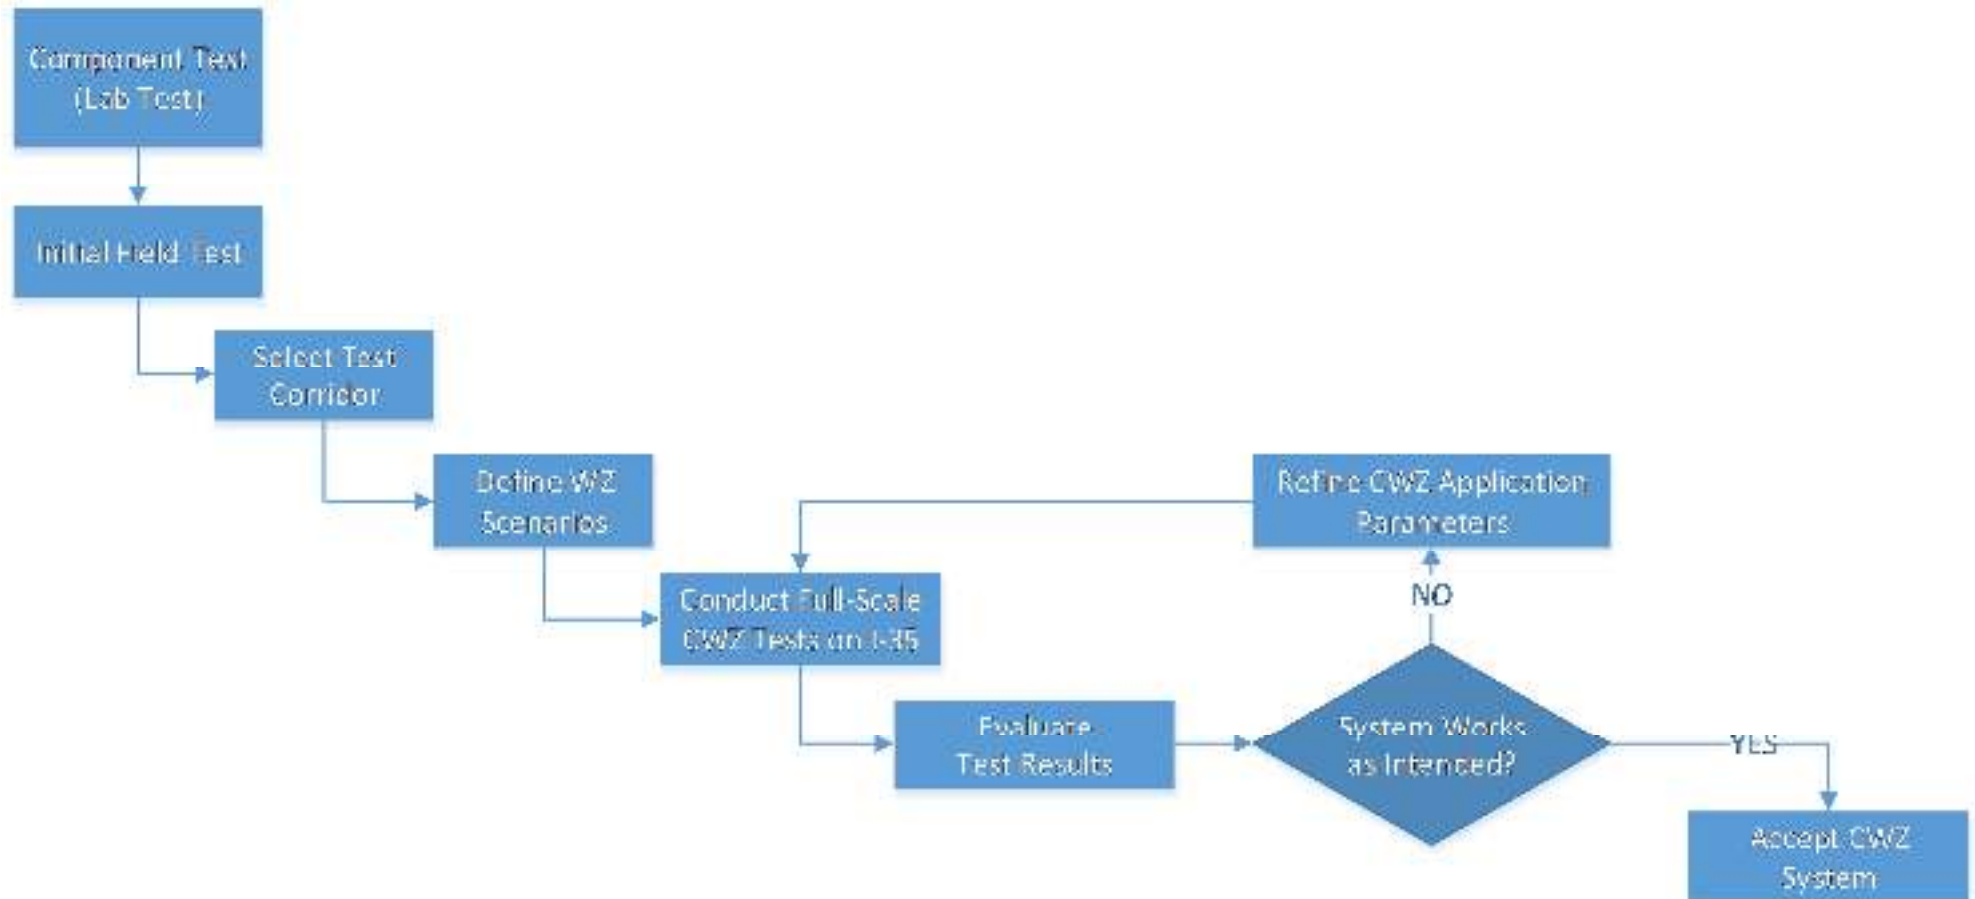 Component Test
(Lab Test)
Initial Field Test
Select Test
Corridor
Define WZ
Scenarios
Refine CWZ Application
Parameters
Conduct Full-Scale
CWZ Tests on I-35
NO
Evaluate
Test Results
System Works
as Intended?
YES
Accept CWZ
System